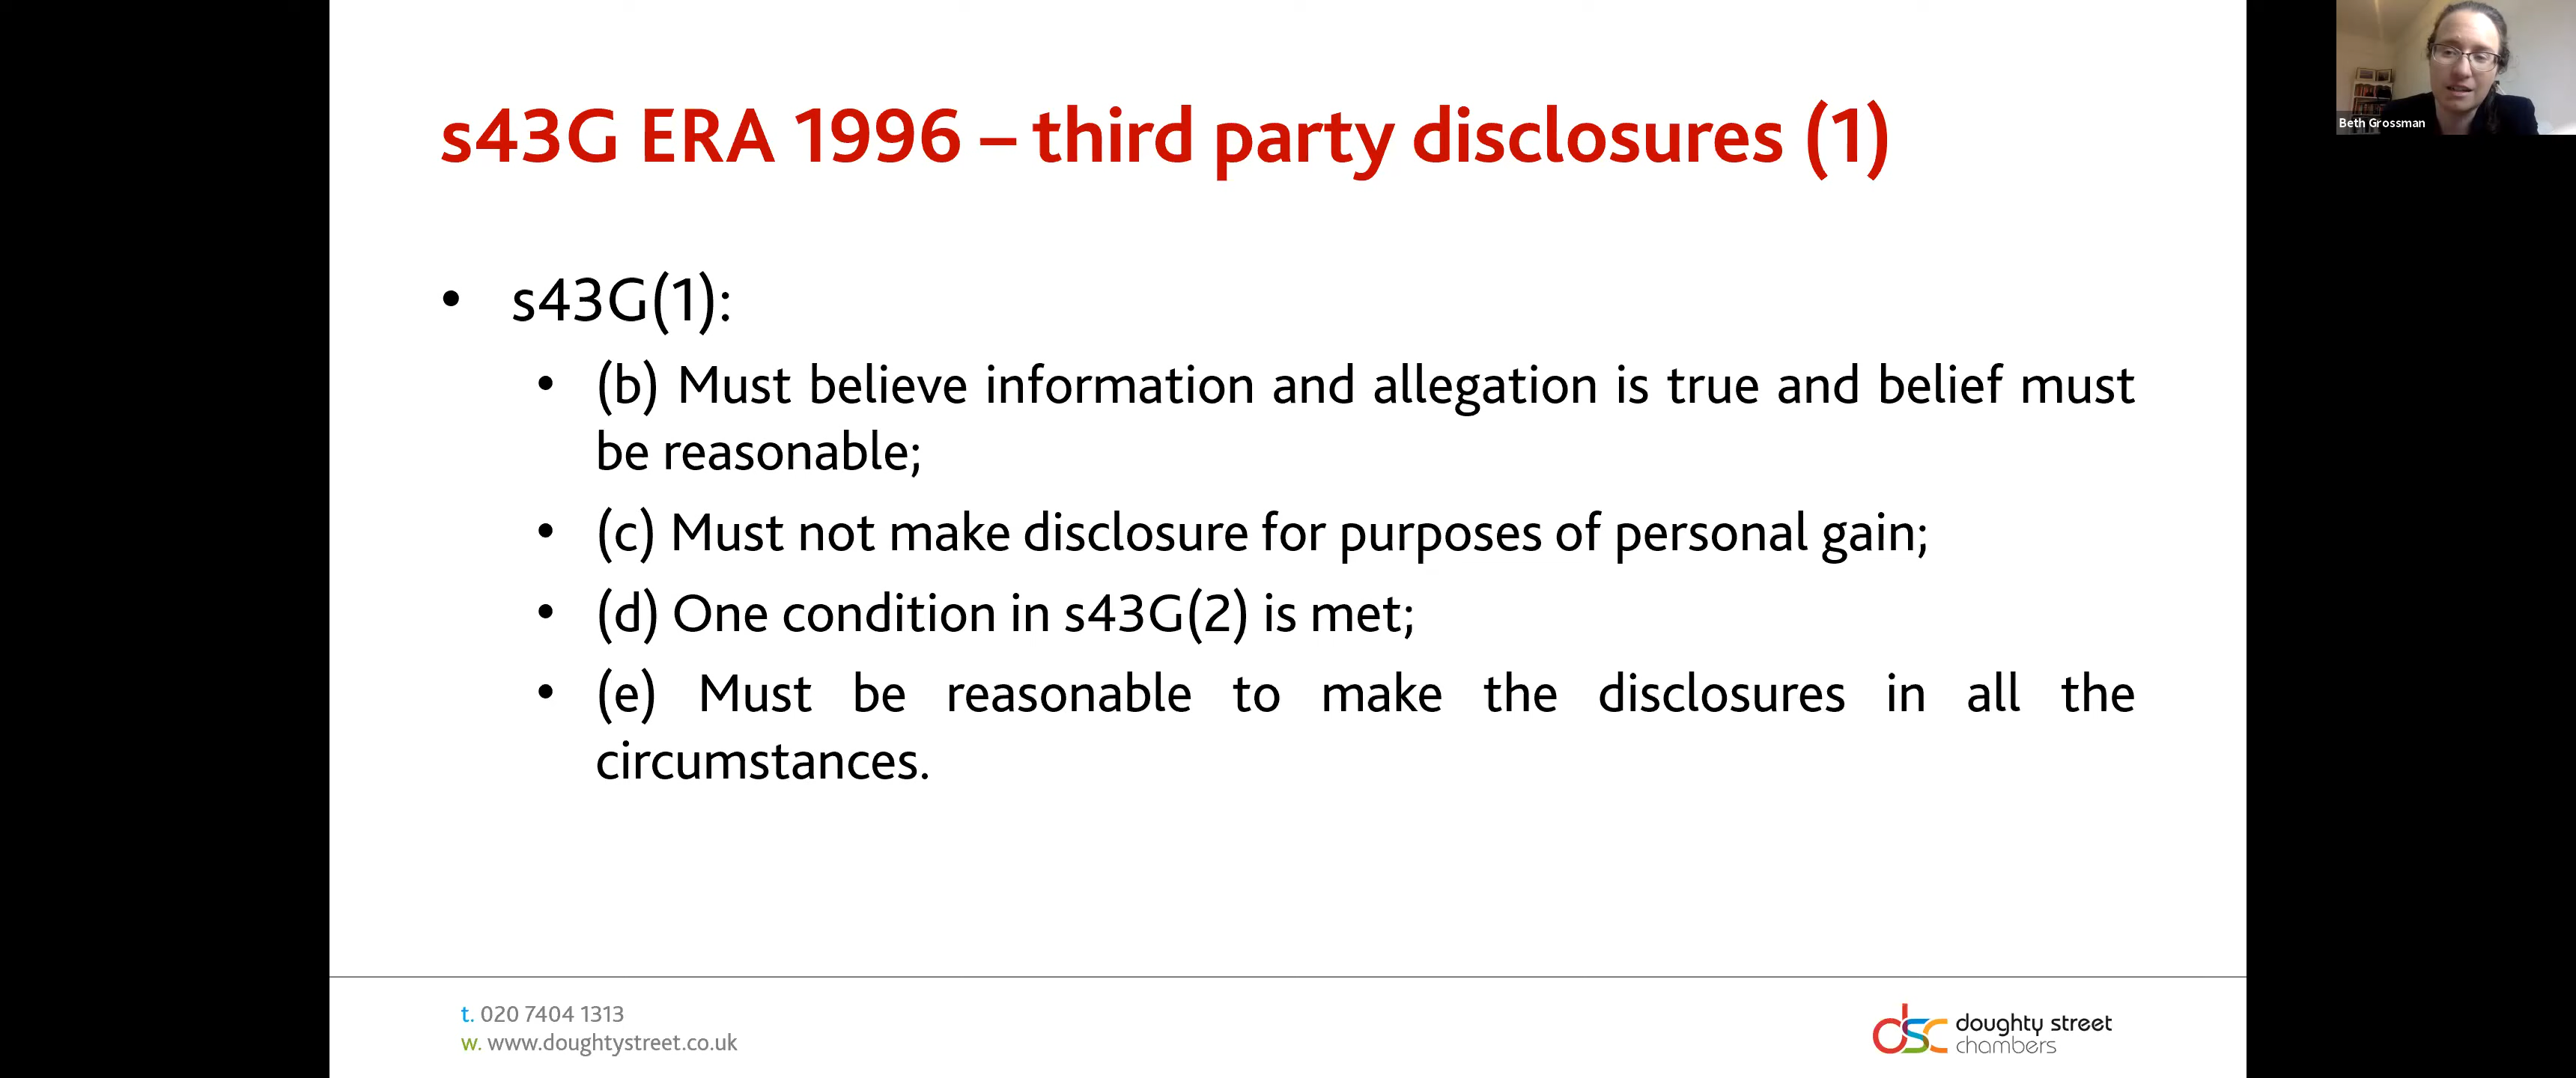 s43G ERA 1996 – third party disclosures (1)
Beth Grossman
• s43G(1):
• (b) Must believe information and allegation is true and belief must
be reasonable;
• (c) Must not make disclosure for purposes of personal gain;
• (d) One condition in s43G(2) is met;
• (e) Must be reasonable to make the disclosures in all the
circumstances.
t. 020 7404 1313
w. www.doughtystreet.co.uk
dsc doughty street
chambers